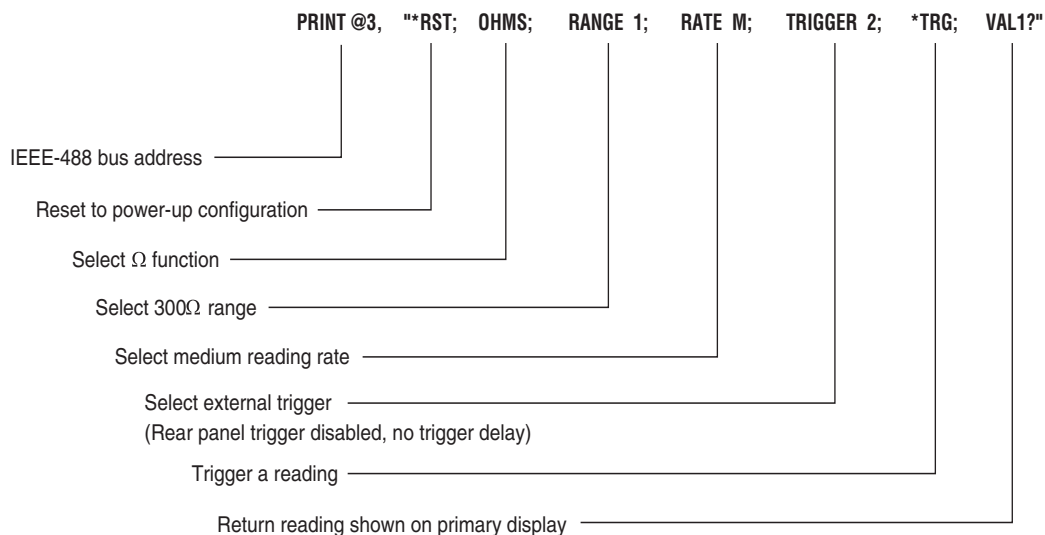 PRINT @3, "*RST; OHMS; RANGE 1; RATE M; TRIGGER 2; *TRG; VAL1?"
IEEE-488 bus address
Reset to power-up configuration
Select Ω function
Select 300Ω range
Select medium reading rate
Select external trigger
(Rear panel trigger disabled, no trigger delay)
Trigger a reading
Return reading shown on primary display